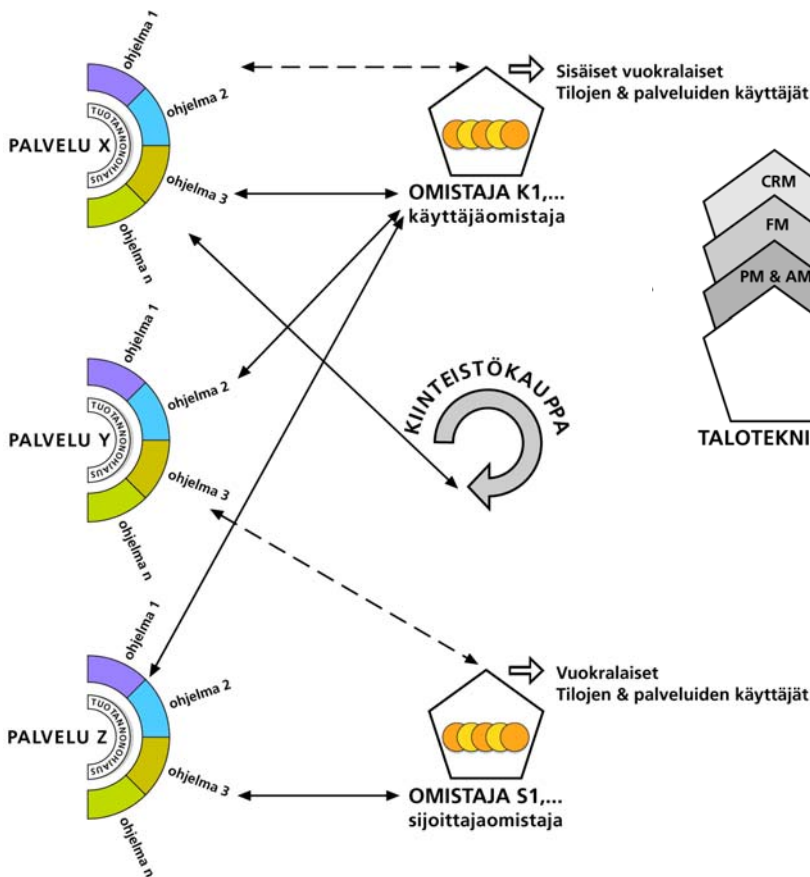 ohjelma 1
ohjelma 2
ohjelma 3
ohjelma n
TUOTANNONOHJAUS
PALVELU X
Sisäiset vuokralaiset
Tilojen & palveluiden käyttäjät
OMISTAJA K1,...
käyttäjäomistaja
CRM
FM
PM & AM
TALOTEKNI
ohjelma 1
ohjelma 2
ohjelma 3
ohjelma n
TUOTANNONOHJAUS
PALVELU Y
KIINTEISTÖKAUPPA
ohjelma 1
ohjelma 2
ohjelma 3
ohjelma n
TUOTANNONOHJAUS
PALVELU Z
Vuokralaiset
Tilojen & palveluiden käyttäjät
OMISTAJA S1,...
sijoittajaomistaja